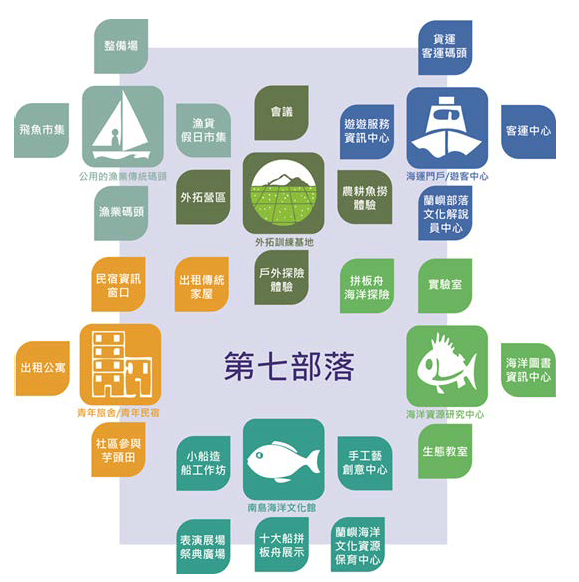 整備場
貨運
客運碼頭
飛魚市集
漁貨
假日市集
會議
遊遊服務
資訊中心
客運中心
公用的漁業傳統碼頭
海運門戶/遊客中心
漁業碼頭
外拓營區
農耕魚撈
體驗
蘭嶼部落
文化解說
員中心
外拓訓練基地
民宿資訊
窗口
出租傳統
家屋
戶外探險
體驗
拼板舟
海洋探險
實驗室
出租公寓
第七部落
海洋圖書
資訊中心
青年旅舍/青年民宿
海洋資源研究中心
社區參與
芋頭田
小船造
船工作坊
手工藝
創意中心
生態教室
南島海洋文化館
表演展場
祭典廣場
十大船拼
板舟展示
蘭嶼海洋
文化資源
保育中心